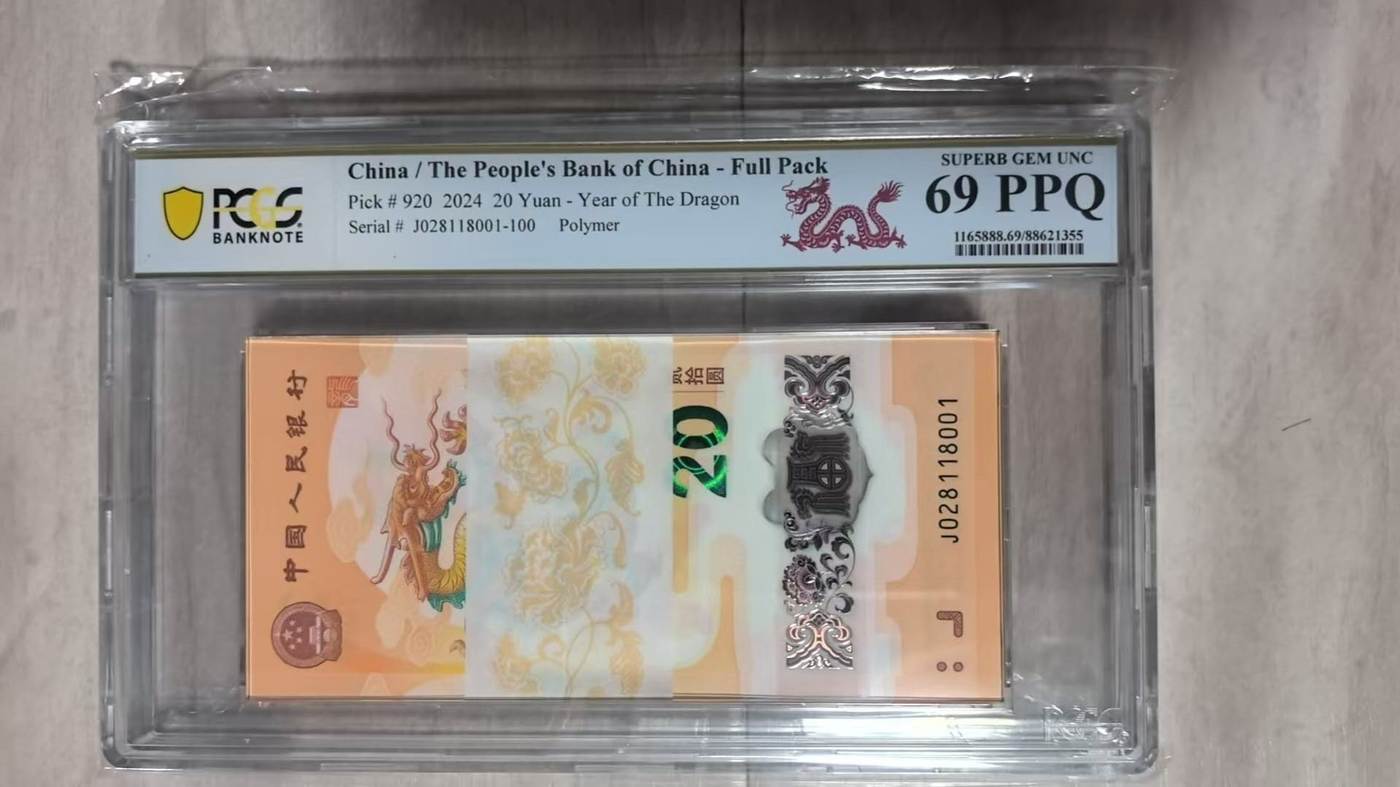 PCGS
BANKNOTE
China / The People's Bank of China - Full Pack
Pick # 920 2024 20 Yuan - Year of The Dragon
Serial # J028118001-100 Polymer
SUPERB GEM UNC
69 PPQ
1165888.69/88621355
中国人民银行
贰拾圆
20
J028118001
PCGS